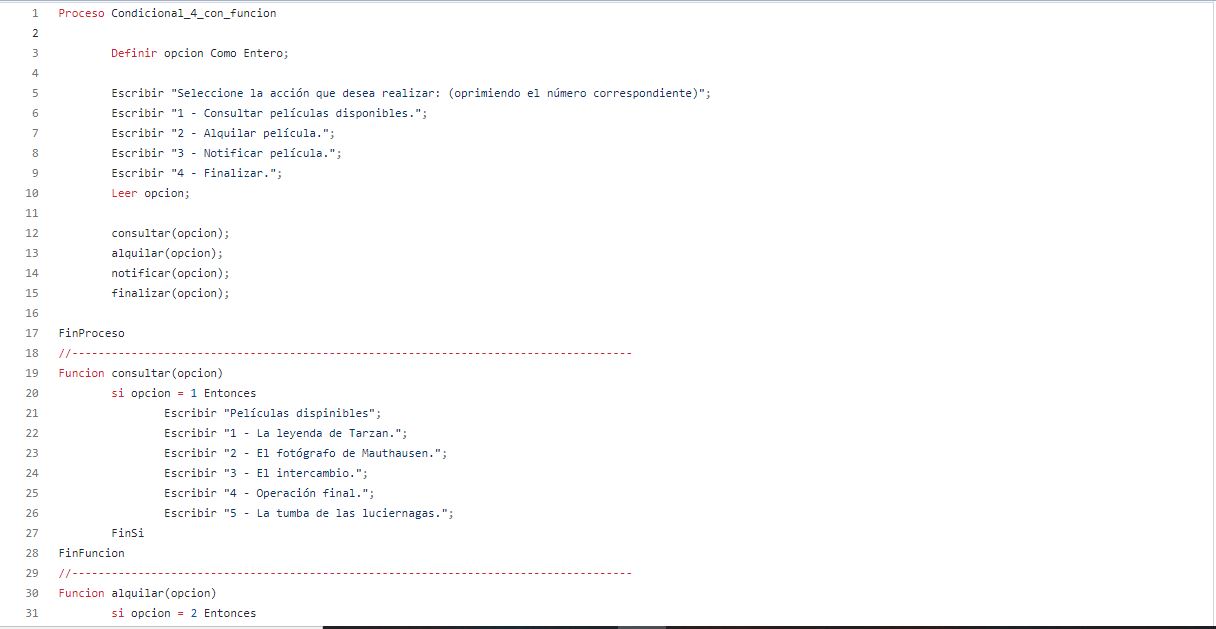 1 Proceso Condicional_4_con_funcion
2
3 Definir opcion Como Entero;
4
5 Escribir "Seleccione la acción que desea realizar: (oprimiendo el número correspondiente)";
6 Escribir "1 - Consultar películas disponibles.";
7 Escribir "2 - Alquilar película.";
8 Escribir "3 - Notificar película.";
9 Escribir "4 - Finalizar.";
10 Leer opcion;
11
12 consultar(opcion);
13 alquilar(opcion);
14 notificar(opcion);
15 finalizar(opcion);
16
17 FinProceso
18 //-------------------------------------------------------------------------------------
19 Funcion consultar(opcion)
20 si opcion = 1 Entonces
21 Escribir "Películas dispinibles";
22 Escribir "1 - La leyenda de Tarzan.";
23 Escribir "2 - El fotógrafo de Mauthausen.";
24 Escribir "3 - El intercambio.";
25 Escribir "4 - Operación final.";
26 Escribir "5 - La tumba de las luciernagas.";
27 FinSi
28 FinFuncion
29 //-------------------------------------------------------------------------------------
30 Funcion alquilar(opcion)
31 si opcion = 2 Entonces